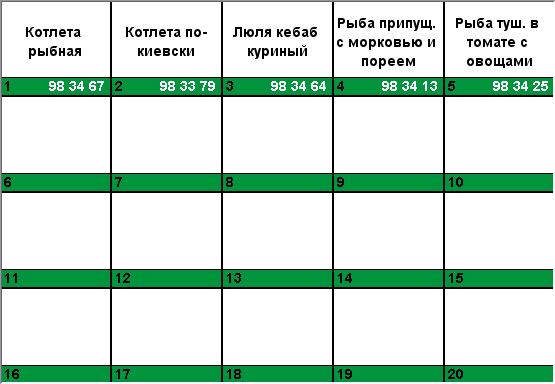 Котлета
рыбная
Котлета по-
киевски
Люля кебаб
куриный
Рыба припущ.
с морковью и
пореем
Рыба туш. в
томате с
овощами
1 98 34 67
2 98 33 79
3 98 34 64
4 98 34 13
5 98 34 25
6
7
8
9
10
11
12
13
14
15
16
17
18
19
20